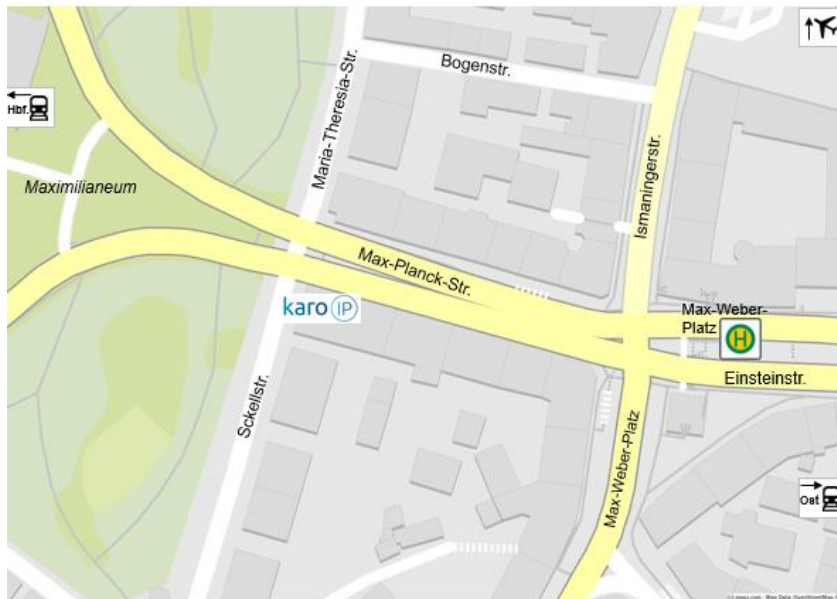 Bogenstr.
Maria-Theresia-Str.
Hbf.
Maximilianeum
Ismaningerstr.
Max-Planck-Str.
karo IP
Max-Weber-
Platz
H
Einsteinstr.
Sckellstr.
Max-Weber-Platz
Ost